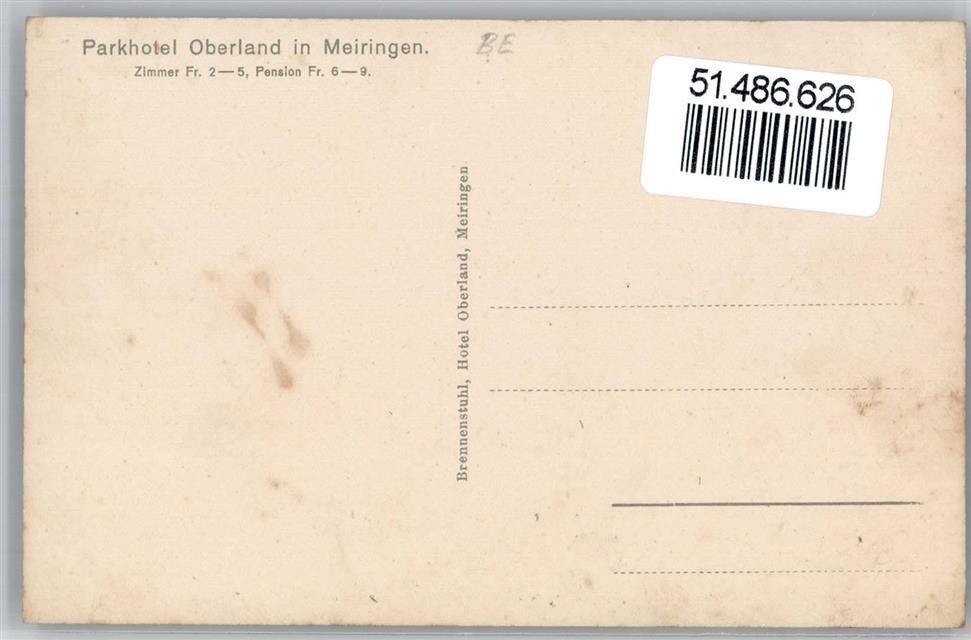 Parkhotel Oberland in Meiringen.
Zimmer Fr. 2—5, Pension Fr. 6—9.
BE
51.486.626
Brennenstuhl, Hotel Oberland, Meiringen